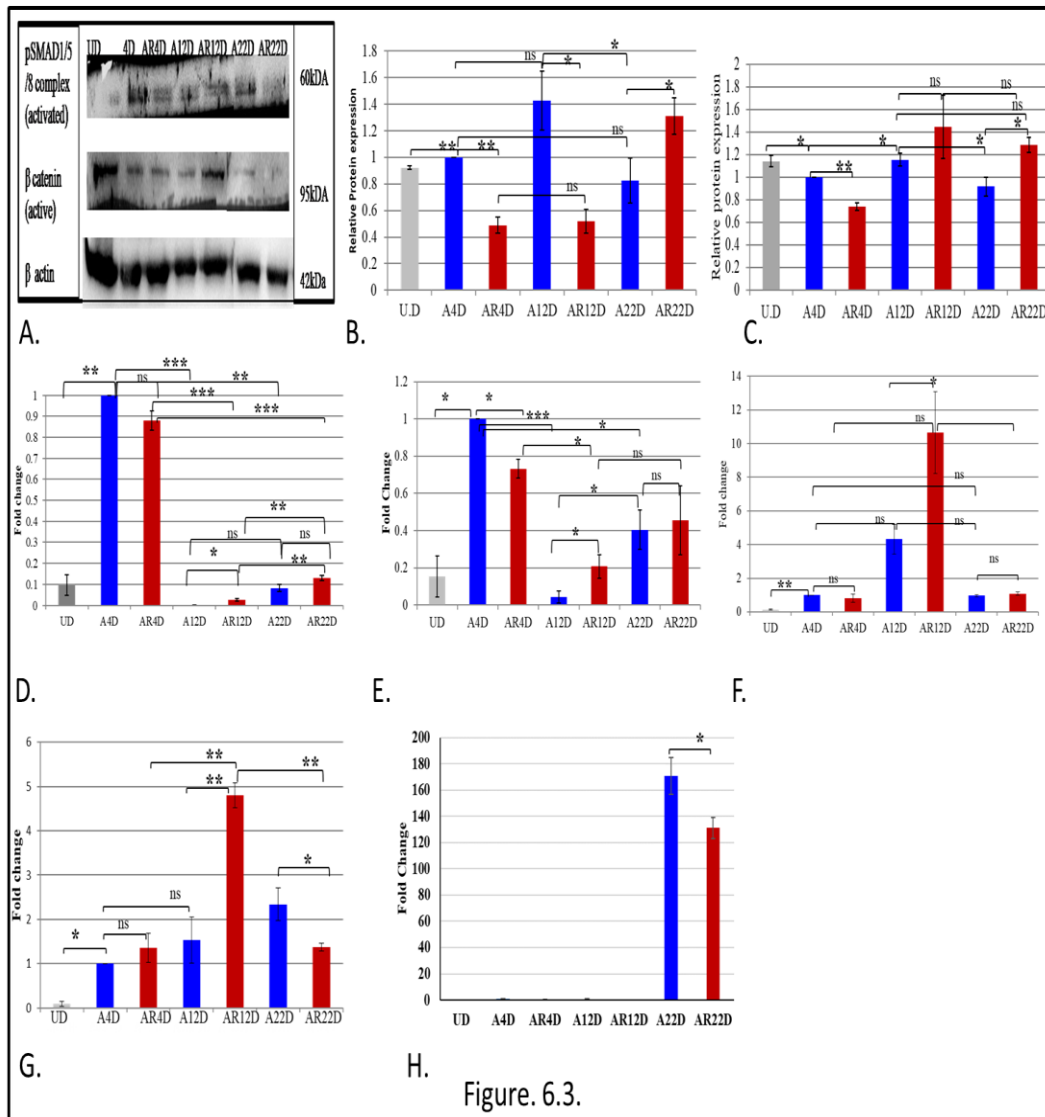 pSMAD1/5
/8 complex
(activated)
UD 4D AR4D A12D AR12D A22D AR22D
60kDA
β catenin
(active)
95kDA
β actin
42kDa
A.
Relative Protein expression
1.8
1.6
1.4
1.2
1
0.8
0.6
0.4
0.2
0
* ns * * ns ** ** ns
U.D A4D AR4D A12D AR12D A22D AR22D
B.
Relative protein expression
2
1.8
1.6
1.4
1.2
1
0.8
0.6
0.4
0.2
0
ns ns ns * * * * **
U.D A4D AR4D A12D AR12D A22D AR22D
C.
Fold change
1
0.9
0.8
0.7
0.6
0.5
0.4
0.3
0.2
0.1
0
** *** ns ** *** *** ** ns ns * **
UD A4D AR4D A12D AR12D A22D AR22D
D.
Fold Change
1.2
1
0.8
0.6
0.4
0.2
0
* * *** * * ns * ns *
UD A4D AR4D A12D AR12D A22D AR22D
E.
Fold change
14
12
10
8
6
4
2
0
* ns ns ns ns ns ** ns ns
UD A4D AR4D A12D AR12D A22D AR22D
F.
Fold change
6
5
4
3
2
1
0
** ** ** * ns ns *
UD A4D AR4D A12D AR12D A22D AR22D
G.
Fold Change
200
180
160
140
120
100
80
60
40
20
0
*
UD A4D AR4D A12D AR12D A22D AR22D
H.
Figure. 6.3.